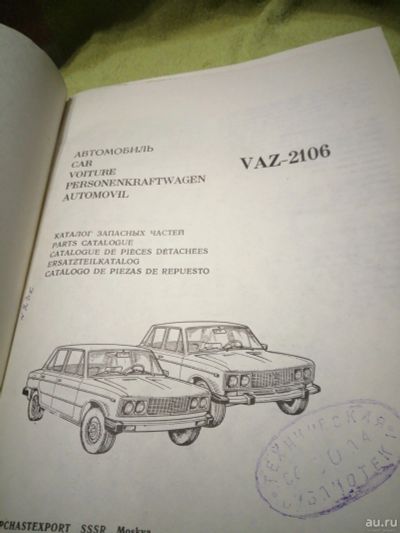 АВТОМОБИЛЬ
CAR
VOITURE
PERSONENKRAFTWAGEN
AUTOMOVIL
VAZ-2106
КАТАЛОГ ЗАПАСНЫХ ЧАСТЕЙ
PARTS CATALOGUE
CATALOGUE DE PIECES DETACHEES
ERSATZTEILKATALOG
CATALOGO DE PIEZAS DE REPUESTO
ТЕХНИЧЕСКАЯ
PCHASTEXPORT SSSR Moskva
au.ru